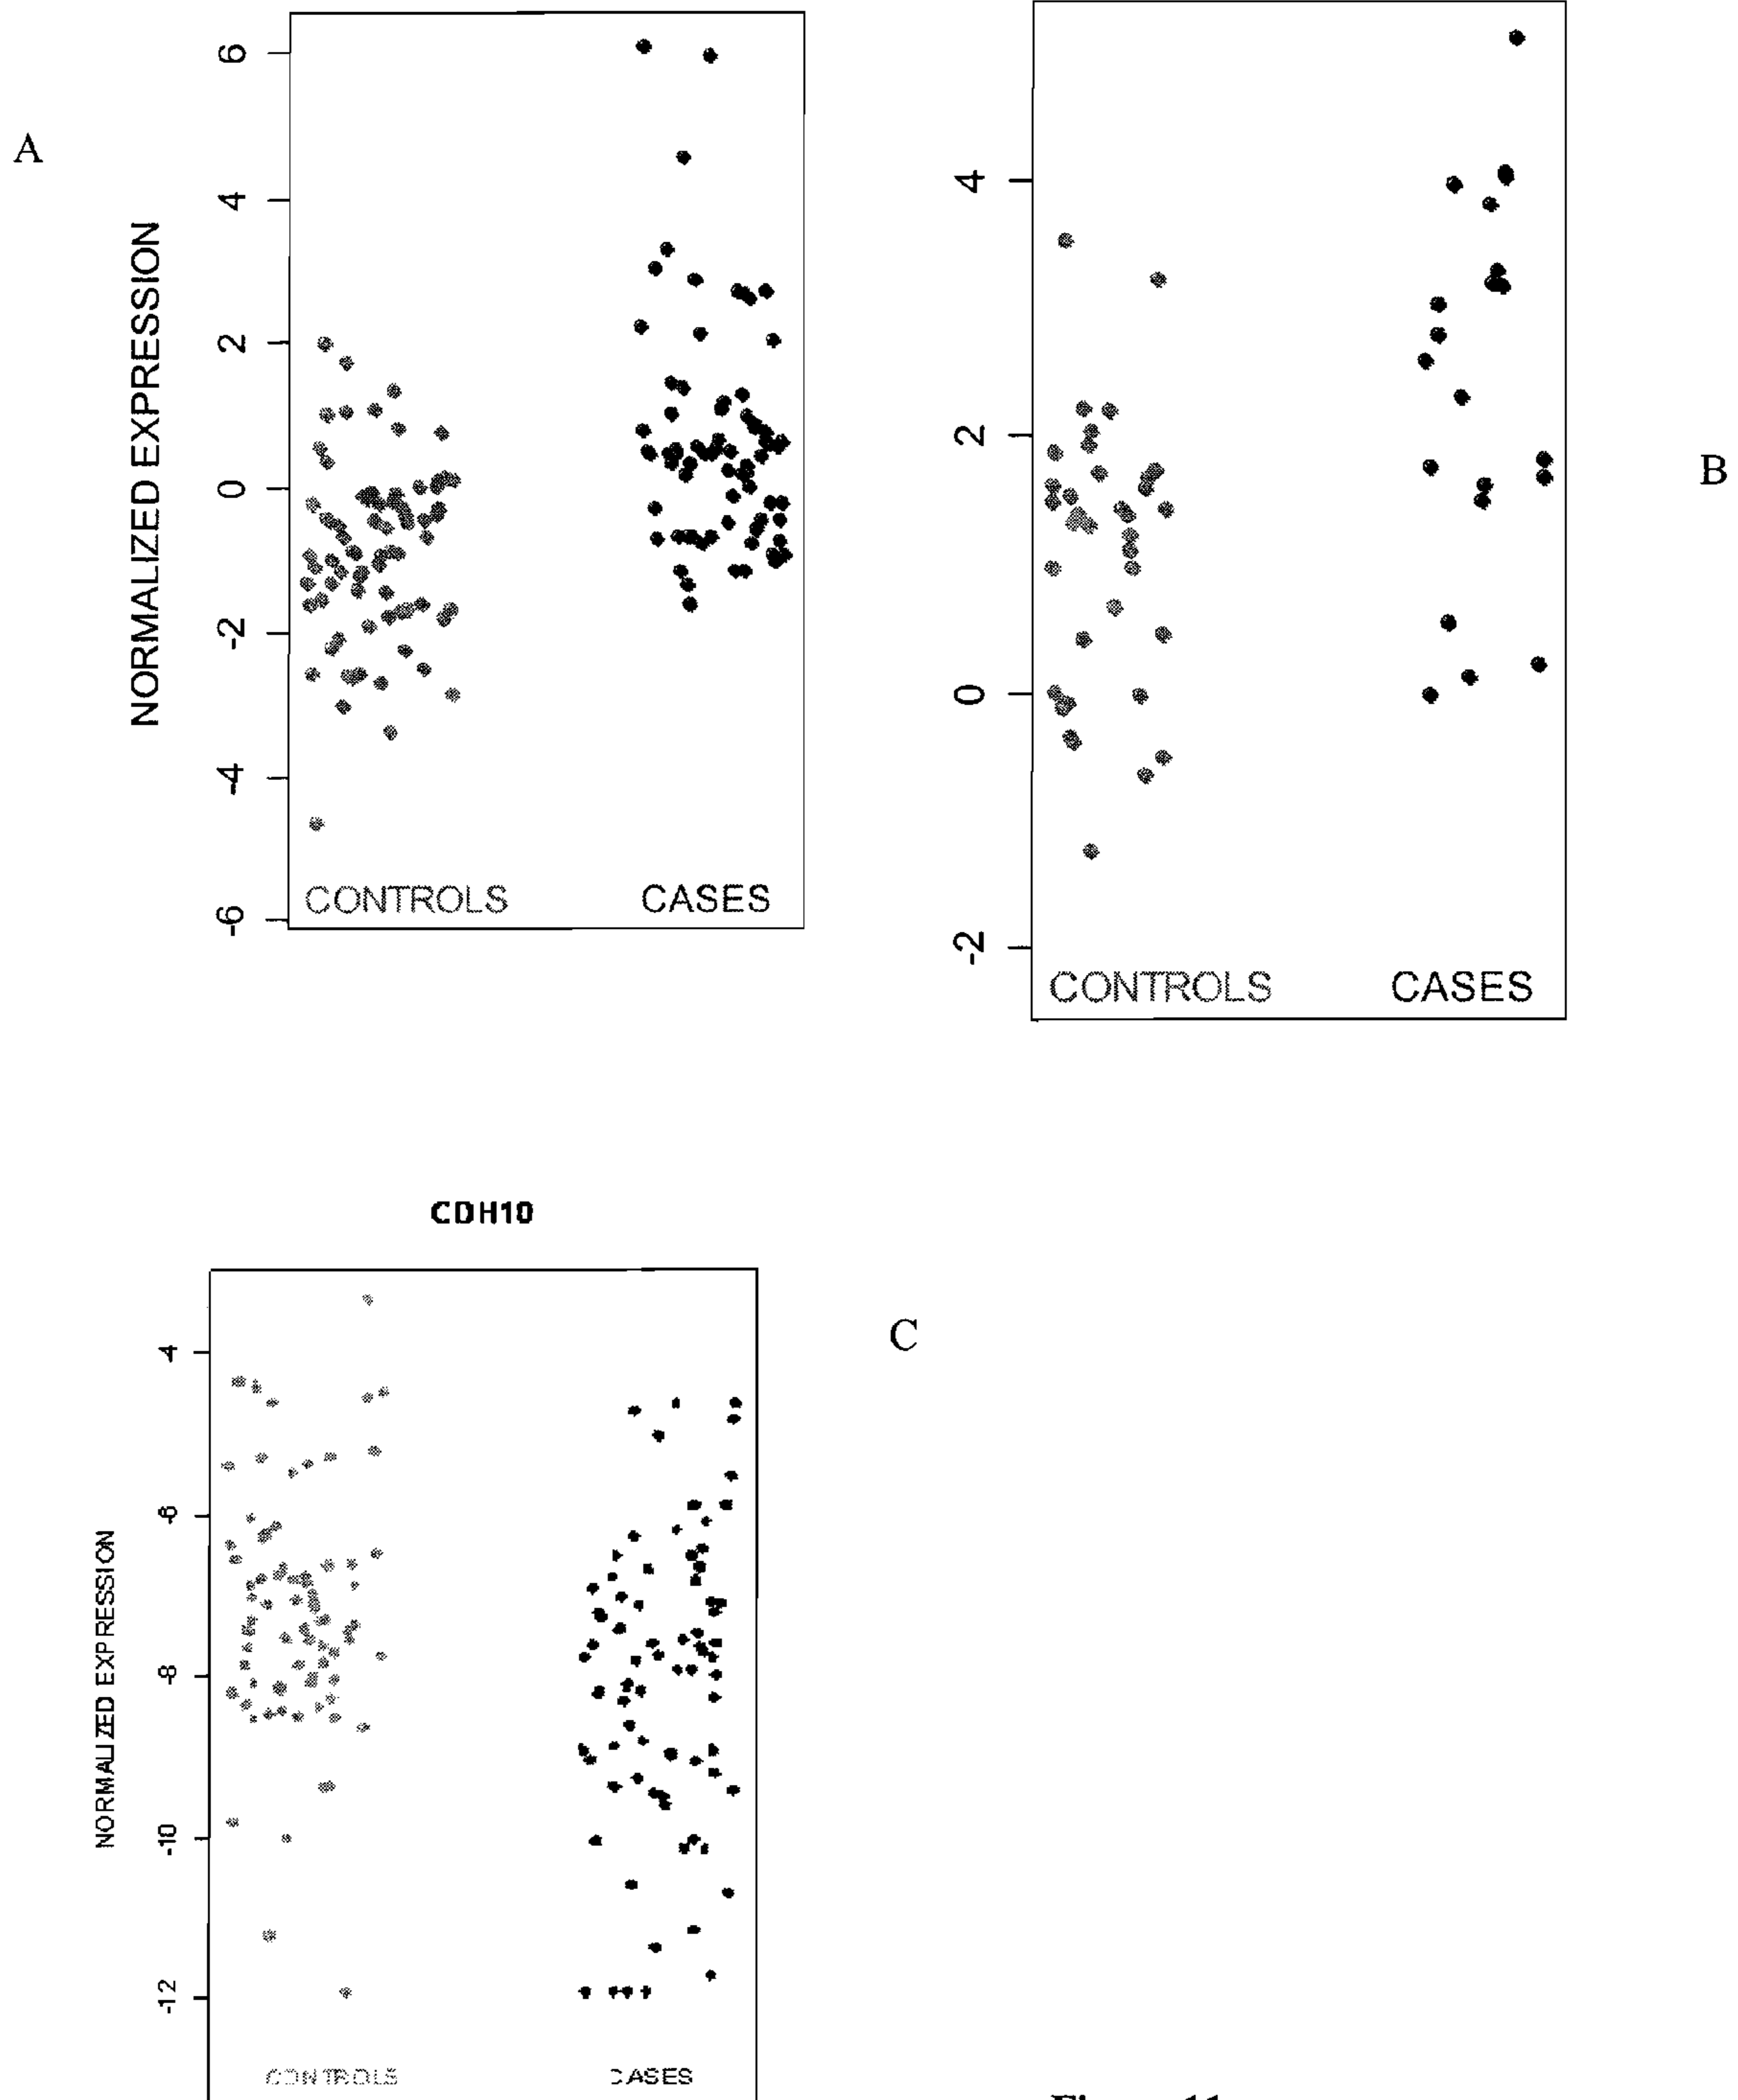 A
NORMALIZED EXPRESSION
6
4
2
0
-2
-4
-6
CONTROLS CASES
B
4
2
0
-2
CONTROLS CASES
CDH10
C
NORMALIZED EXPRESSION
-4
-6
-8
-10
-12
CONTROLS CASES